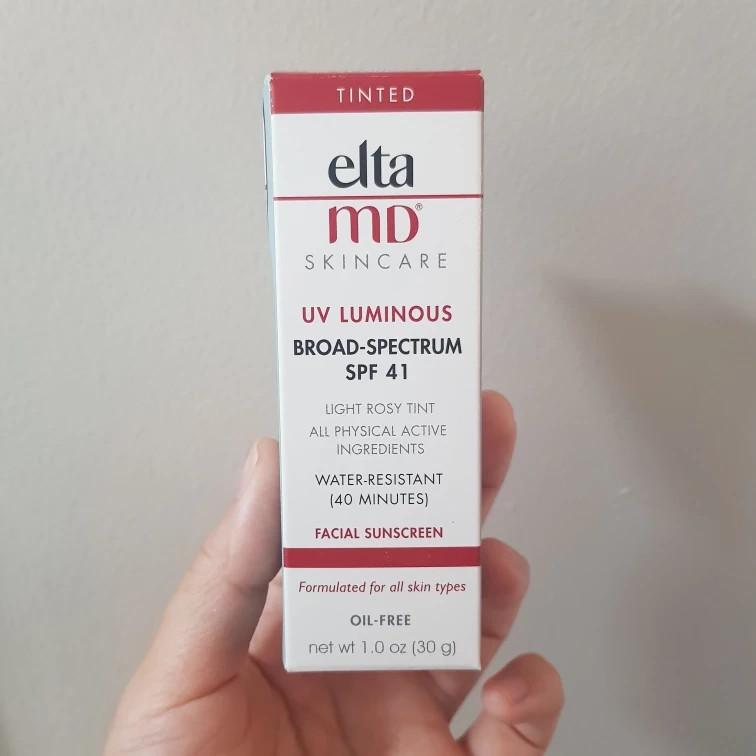 TINTED
elta
MD®
SKINCARE
UV LUMINOUS
BROAD-SPECTRUM
SPF 41
LIGHT ROSY TINT
ALL PHYSICAL ACTIVE
INGREDIENTS
WATER-RESISTANT
(40 MINUTES)
FACIAL SUNSCREEN
Formulated for all skin types
OIL-FREE
net wt 1.0 oz (30 g)